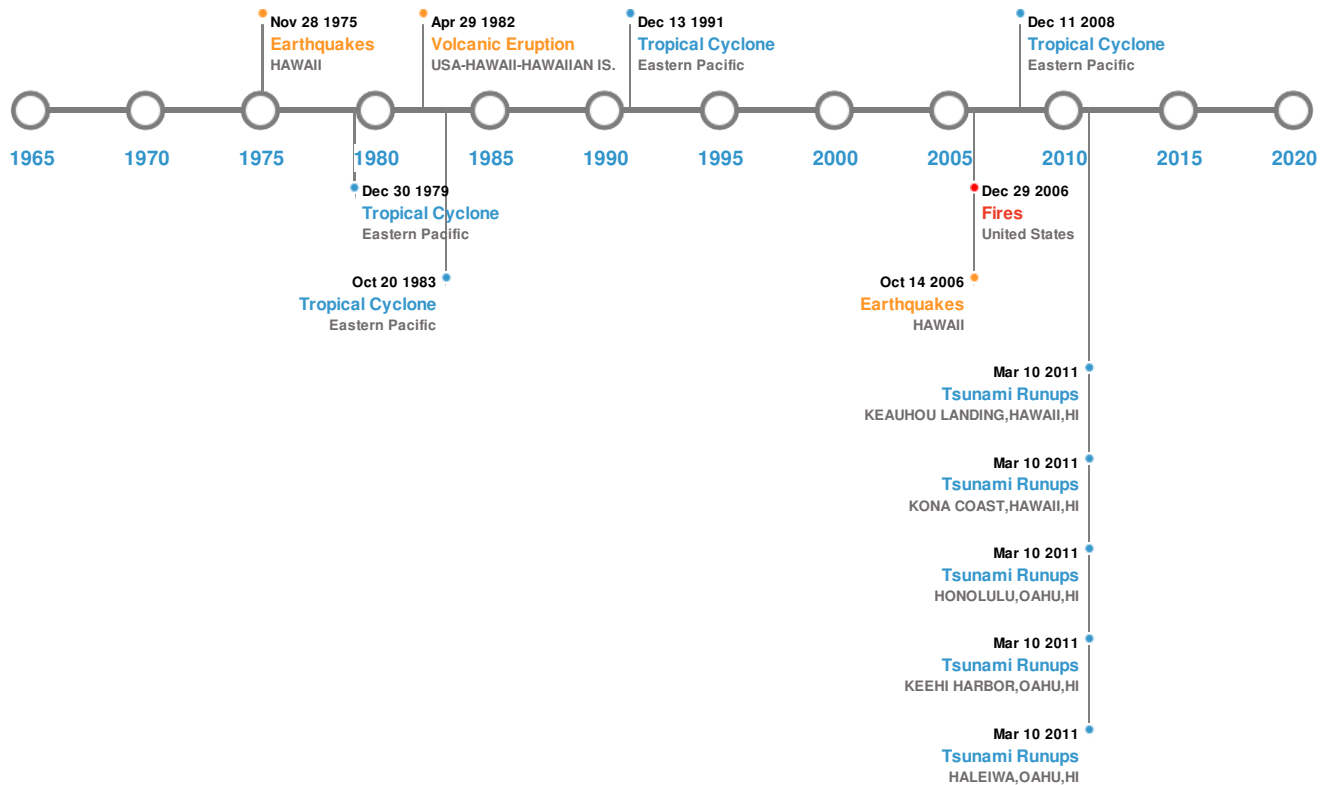 Nov 28 1975
Earthquakes
HAWAII
Apr 29 1982
Volcanic Eruption
USA-HAWAII-HAWAIIAN IS.
Dec 13 1991
Tropical Cyclone
Eastern Pacific
Dec 11 2008
Tropical Cyclone
Eastern Pacific
1965 1970 1975 1980 1985 1990 1995 2000 2005 2010 2015 2020
Dec 30 1979
Tropical Cyclone
Eastern Pacific
Dec 29 2006
Fires
United States
Oct 20 1983
Tropical Cyclone
Eastern Pacific
Oct 14 2006
Earthquakes
HAWAII
Mar 10 2011
Tsunami Runups
KEAUHOU LANDING,HAWAII,HI
Mar 10 2011
Tsunami Runups
KONA COAST,HAWAII,HI
Mar 10 2011
Tsunami Runups
HONOLULU,OAHU,HI
Mar 10 2011
Tsunami Runups
KEEHI HARBOR,OAHU,HI
Mar 10 2011
Tsunami Runups
HALEIWA,OAHU,HI